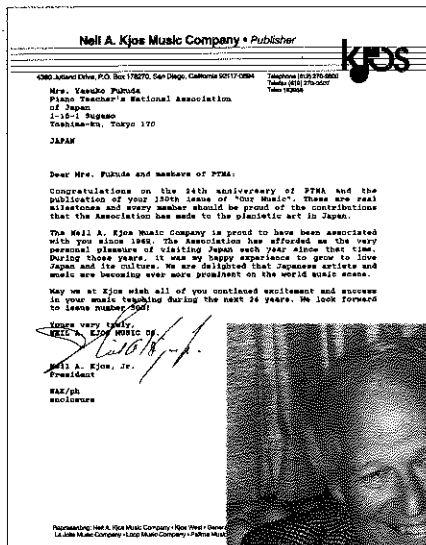 Neil A. Kjos Music Company • Publisher
kjos
4380 Jutland Drive, P.O. Box 178270, San Diego, California 92117-0894
Mrs. Yasuko Fukuda
Piano Teacher's National Association
of Japan
1-15-1 Sugamo
Toshima-ku, Tokyo 170
JAPAN
Dear Mrs. Fukuda and members of PTNA:
Congratulations on the 24th anniversary of PTNA and the
publication of your 150th issue of "Our Music". These are real
milestones and every member should be proud of the contributions
that the Association has made to the pianistic art in Japan.
The Neil A. Kjos Music Company is proud to have been associated
with you since 1969. The Association has afforded me the very
personal pleasure of visiting Japan each year since that time.
During those years, it was my happy experience to grow to love
Japan and its culture. We are delighted that Japanese artists and
music are becoming ever more prominent on the world music scene.
May we at Kjos wish all of you continued excitement and success
in your music teaching during the next 24 years. We look forward
to issue number 300!
Yours very truly,
NEIL A. KJOS MUSIC CO.
Neil A. Kjos, Jr.
President
NAK/ph
enclosure
Representing: Neil A. Kjos Music Company • Kjos West • General
La Jolla Music Company • Loop Music Company • Pallma Music